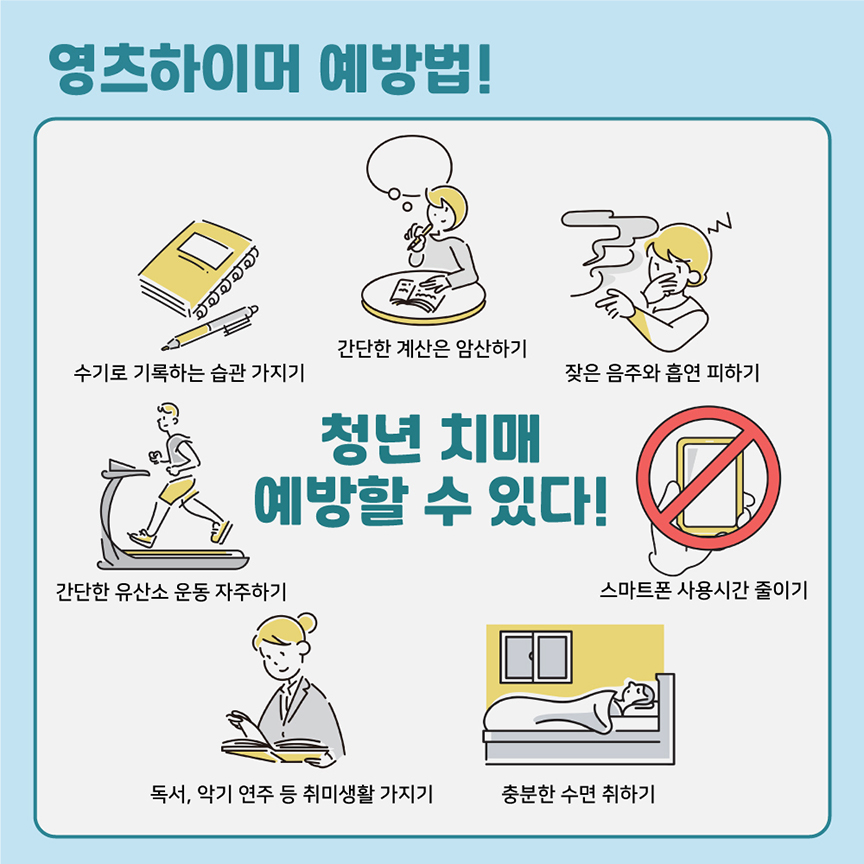 영츠하이머 예방법!
간단한 계산은 암산하기
수기로 기록하는 습관 가지기
잦은 음주와 흡연 피하기
청년 치매
예방할 수 있다!
간단한 유산소 운동 자주하기
스마트폰 사용시간 줄이기
독서, 악기 연주 등 취미생활 가지기
충분한 수면 취하기